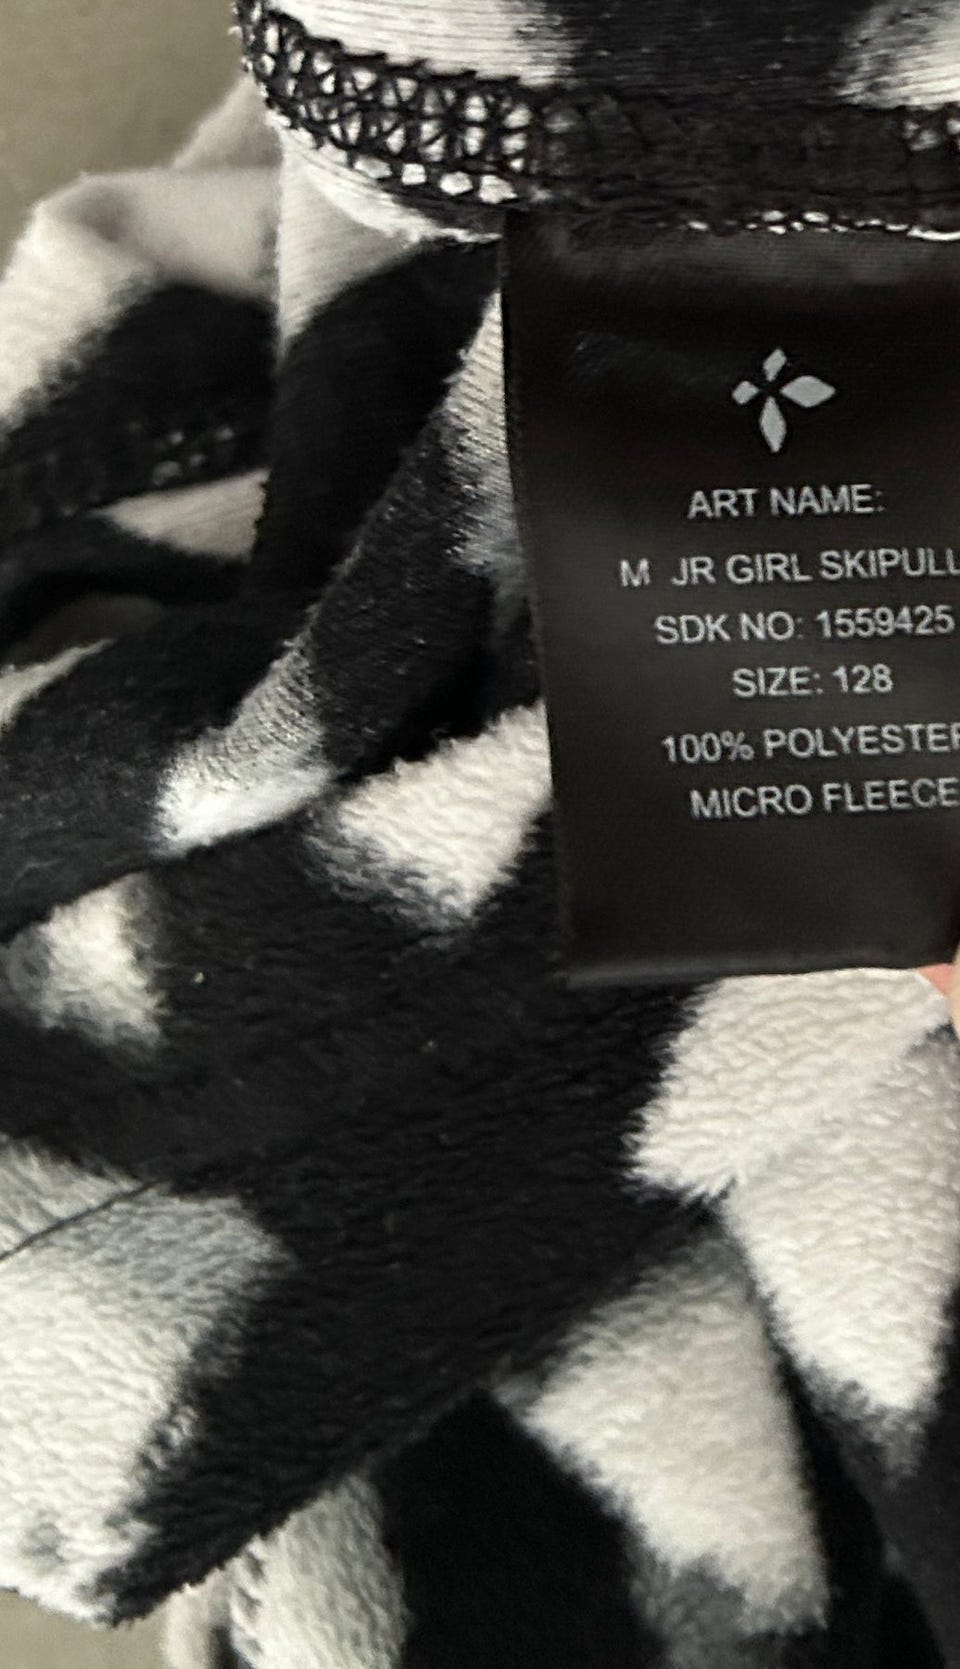 ART NAME:
M JR GIRL SKIPULL
SDK NO: 1559425
SIZE: 128
100% POLYESTER
MICRO FLEECE